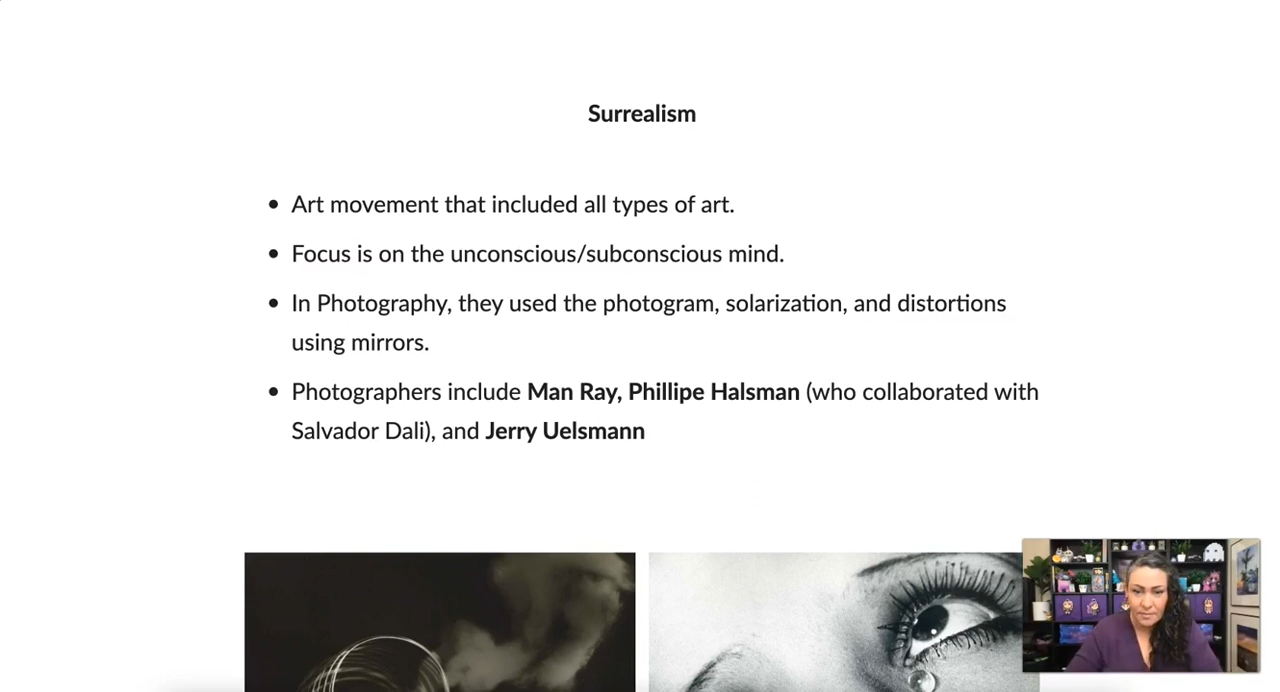 Surrealism
• Art movement that included all types of art.
• Focus is on the unconscious/subconscious mind.
• In Photography, they used the photogram, solarization, and distortions
using mirrors.
• Photographers include Man Ray, Phillipe Halsman (who collaborated with
Salvador Dali), and Jerry Uelsmann